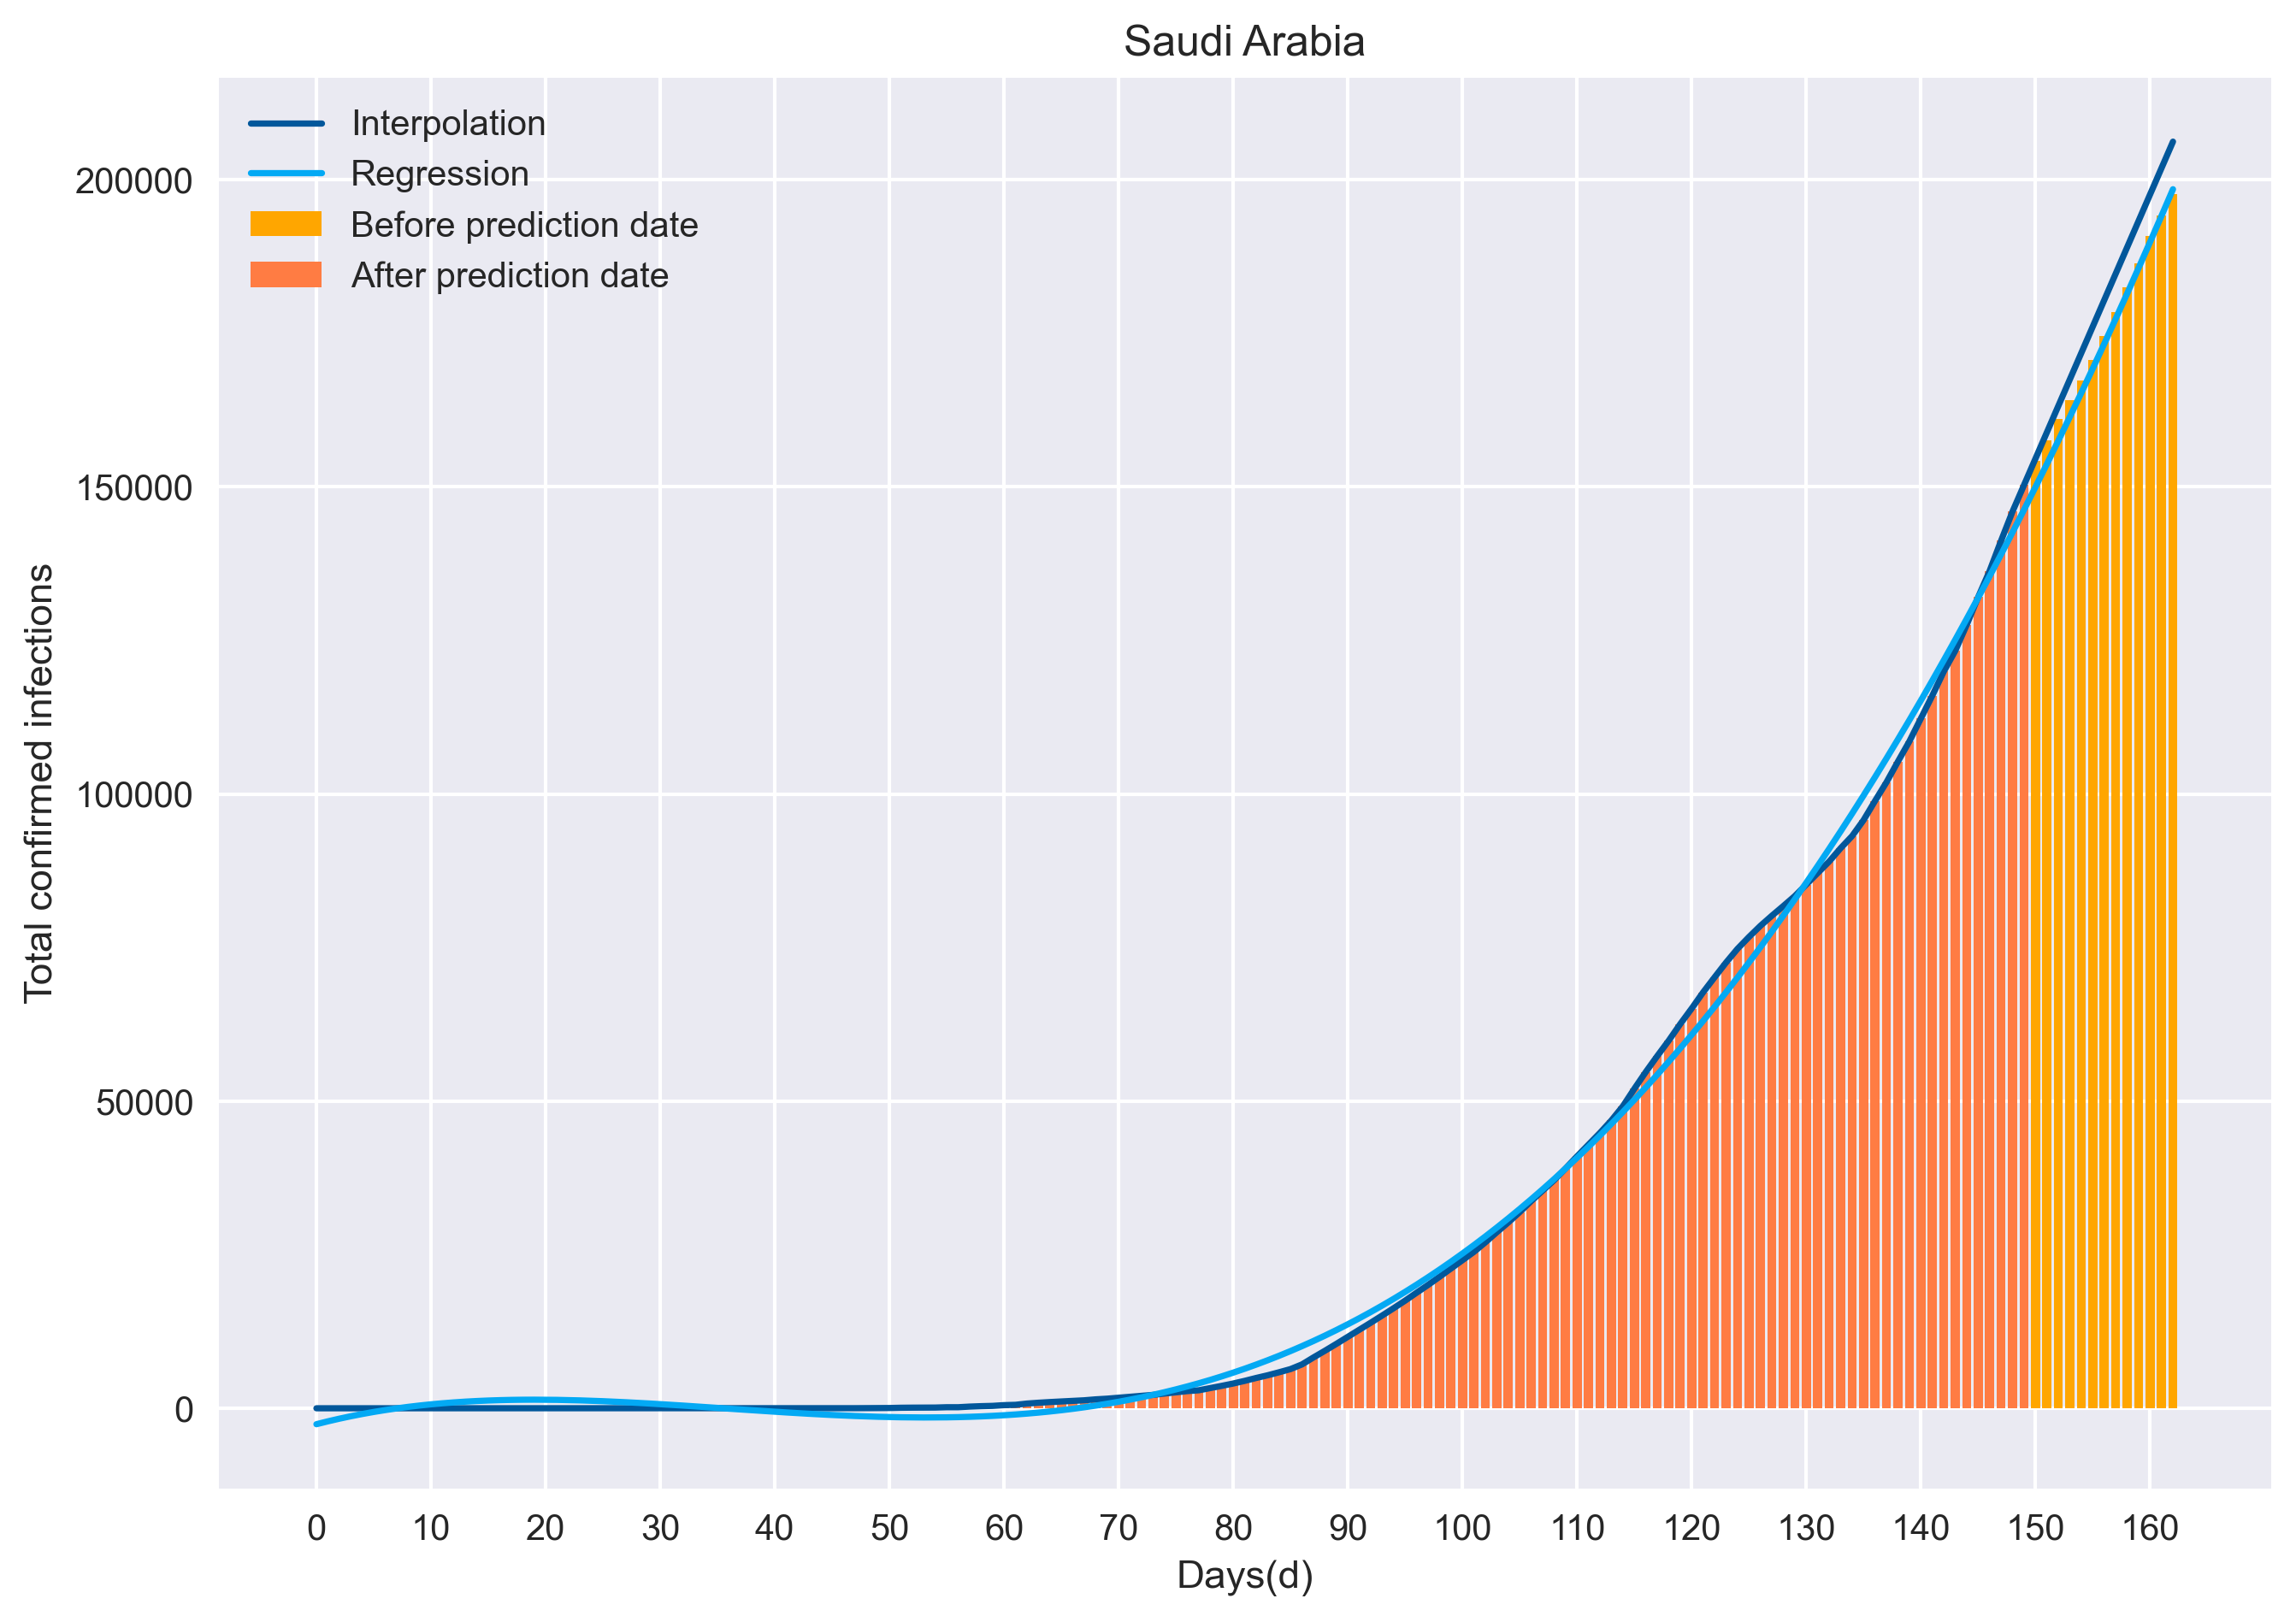 Saudi Arabia
Interpolation
Regression
Before prediction date
After prediction date
200000
150000
100000
50000
0
Total confirmed infections
0 10 20 30 40 50 60 70 80 90 100 110 120 130 140 150 160
Days(d)